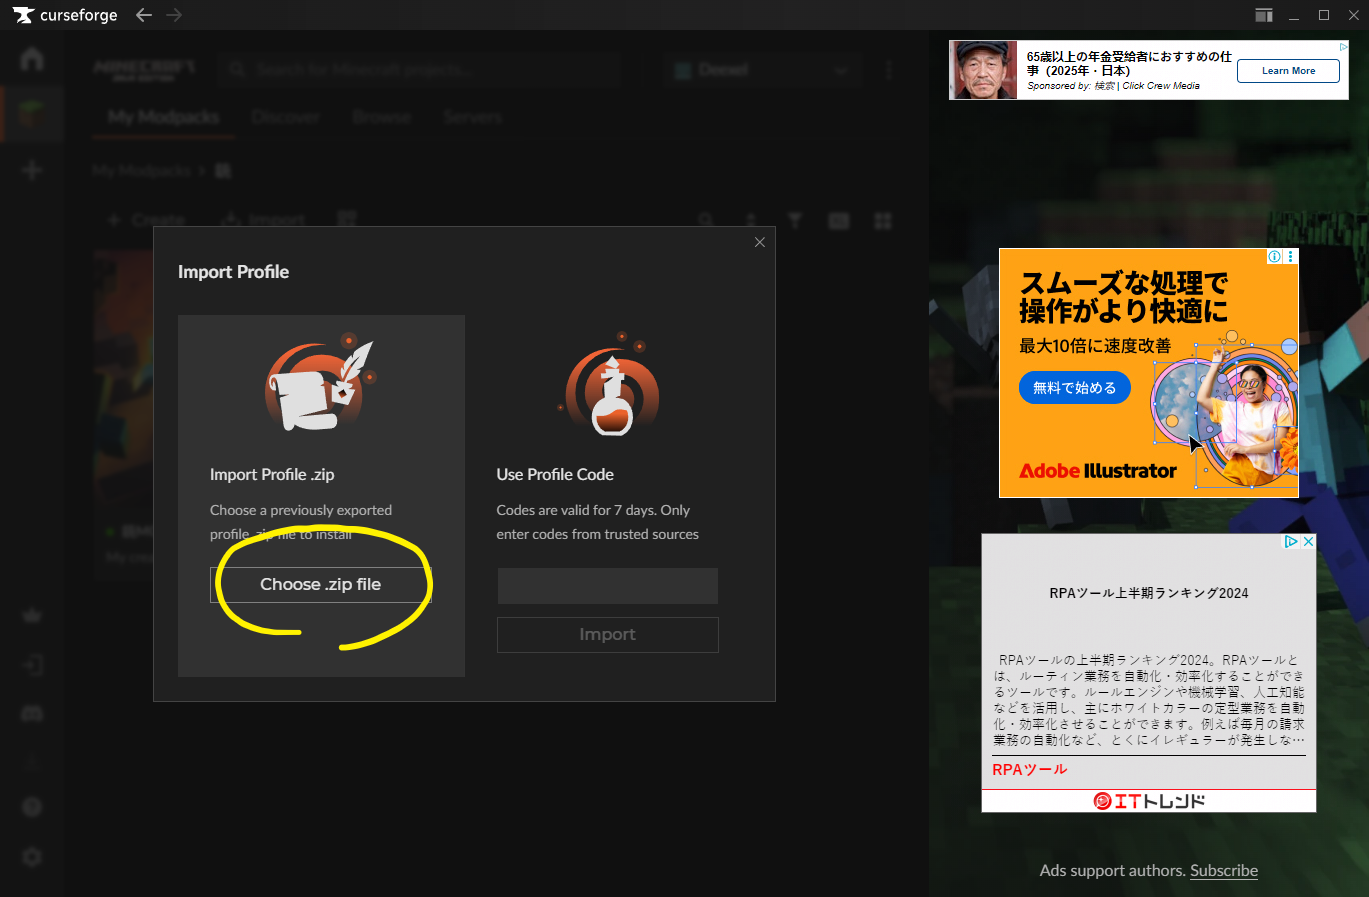 curseforge
65歳以上の年金受給者におすすめの仕
事（2025年・日本）
Sponsored by: 検索 | Click Crew Media
Learn More
MINECRAFT
Search for Minecraft projects...
My Modpacks
Discover
Browse
Servers
My Modpacks >
+ Create
Import
Import Profile
Import Profile .zip
Choose a previously exported
profile .zip file to install
Choose .zip file
Use Profile Code
Codes are valid for 7 days. Only
enter codes from trusted sources
Import
スムーズな処理で
操作がより快適に
最大10倍に速度改善
無料で始める
Adobe Illustrator
RPAツール上半期ランキング2024
RPAツールの上半期ランキング2024。RPAツールと
は、ルーティン業務を自動化・効率化することができ
るツールです。ルールエンジンや機械学習、人工知能
などを活用し、主にホワイトカラーの定型業務を自動
化・効率化させることができます。例えば毎月の請求
業務の自動化など、とくにイレギュラーが発生しな…
RPAツール
ITトレンド
Ads support authors. Subscribe